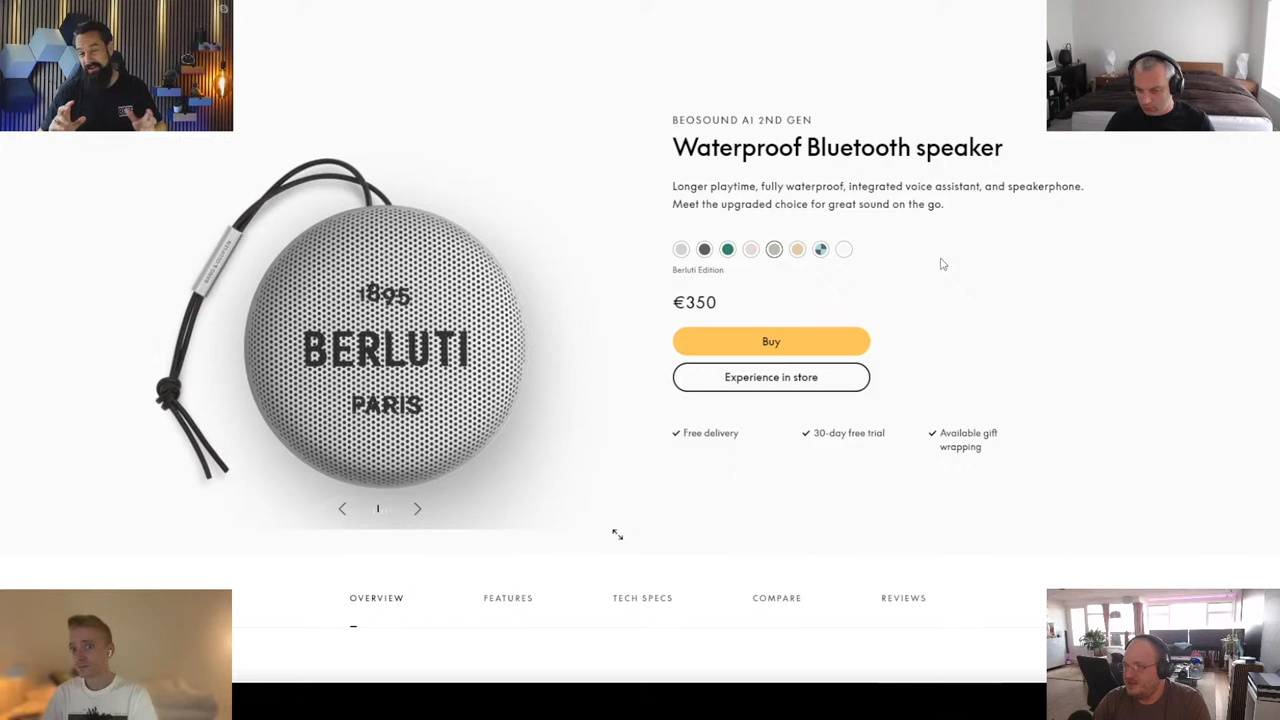 BEOSOUND A1 2ND GEN
Waterproof Bluetooth speaker
Longer playtime, fully waterproof, integrated voice assistant, and speakerphone.
Meet the upgraded choice for great sound on the go.
Berluti Edition
€350
Buy
Experience in store
Free delivery
30-day free trial
Available gift
wrapping
BANG & OLUFSEN
1895
BERLUTI
PARIS
OVERVIEW
FEATURES
TECH SPECS
COMPARE
REVIEWS